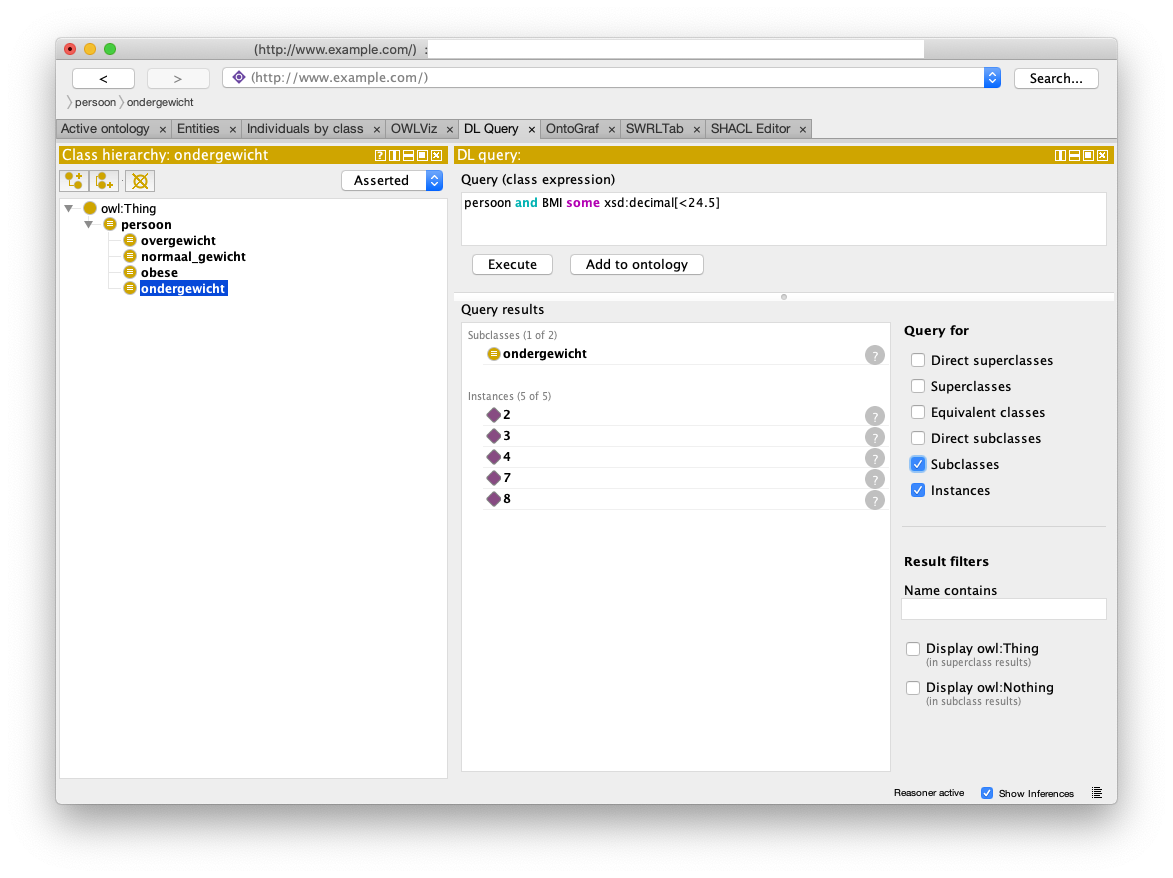 (http://www.example.com/) :
< > (http://www.example.com/) Search...
persoon ondergewicht
Active ontology × Entities × Individuals by class × OWLViz × DL Query × OntoGraf × SWRLTab × SHACL Editor ×
Class hierarchy: ondergewicht
Asserted
owl:Thing
persoon
overgewicht
normaal_gewicht
obese
ondergewicht
DL query:
Query (class expression)
persoon and BMI some xsd:decimal[<24.5]
Execute Add to ontology
Query results
Subclasses (1 of 2)
ondergewicht ?
Instances (5 of 5)
2 ?
3 ?
4 ?
7 ?
8 ?
Query for
Direct superclasses
Superclasses
Equivalent classes
Direct subclasses
Subclasses
Instances
Result filters
Name contains
Display owl:Thing
(in superclass results)
Display owl:Nothing
(in subclass results)
Reasoner active Show Inferences